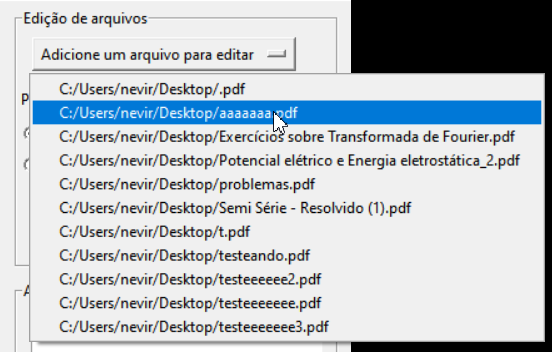 Edição de arquivos
Adicione um arquivo para editar
C:/Users/nevir/Desktop/.pdf
C:/Users/nevir/Desktop/aaaaaaa.pdf
C:/Users/nevir/Desktop/Exercícios sobre Transformada de Fourier.pdf
C:/Users/nevir/Desktop/Potencial elétrico e Energia eletrostática_2.pdf
C:/Users/nevir/Desktop/problemas.pdf
C:/Users/nevir/Desktop/Semi Série - Resolvido (1).pdf
C:/Users/nevir/Desktop/t.pdf
C:/Users/nevir/Desktop/testeando.pdf
C:/Users/nevir/Desktop/testeeeeee2.pdf
C:/Users/nevir/Desktop/testeeeeeee.pdf
C:/Users/nevir/Desktop/testeeeeeee3.pdf